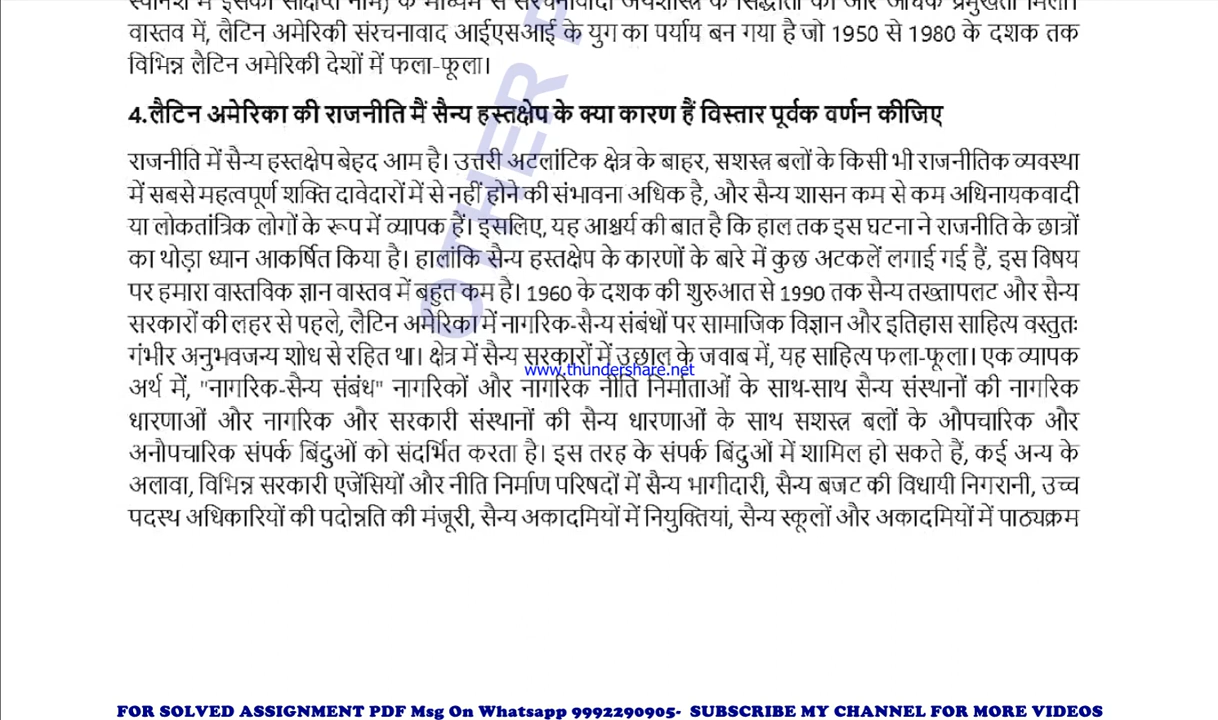 वास्तव में, लैटिन अमेरिकी संरचनावाद आईएसआई के युग का पर्याय बन गया है जो 1950 से 1980 के दशक तक
विभिन्न लैटिन अमेरिकी देशों में फला-फूला।
4.लैटिन अमेरिका की राजनीति मैं सैन्य हस्तक्षेप के क्या कारण हैं विस्तार पूर्वक वर्णन कीजिए
राजनीति में सैन्य हस्तक्षेप बेहद आम है। उत्तरी अटलांटिक क्षेत्र के बाहर, सशस्त्र बलों के किसी भी राजनीतिक व्यवस्था
में सबसे महत्वपूर्ण शक्ति दावेदारों में से नहीं होने की संभावना अधिक है, और सैन्य शासन कम से कम अधिनायकवादी
या लोकतांत्रिक लोगों के रूप में व्यापक हैं। इसलिए, यह आश्चर्य की बात है कि हाल तक इस घटना ने राजनीति के छात्रों
का थोड़ा ध्यान आकर्षित किया है। हालांकि सैन्य हस्तक्षेप के कारणों के बारे में कुछ अटकलें लगाई गई हैं, इस विषय
पर हमारा वास्तविक ज्ञान वास्तव में बहुत कम है। 1960 के दशक की शुरुआत से 1990 तक सैन्य तख्तापलट और सैन्य
सरकारों की लहर से पहले, लैटिन अमेरिका में नागरिक-सैन्य संबंधों पर सामाजिक विज्ञान और इतिहास साहित्य वस्तुतः
गंभीर अनुभवजन्य शोध से रहित था। क्षेत्र में सैन्य सरकारों में उछाल के जवाब में, यह साहित्य फला-फूला। एक व्यापक
www.thundershare.net
अर्थ में, "नागरिक-सैन्य संबंध" नागरिकों और नागरिक नीति निर्माताओं के साथ-साथ सैन्य संस्थानों की नागरिक
धारणाओं और नागरिक और सरकारी संस्थानों की सैन्य धारणाओं के साथ सशस्त्र बलों के औपचारिक और
अनौपचारिक संपर्क बिंदुओं को संदर्भित करता है। इस तरह के संपर्क बिंदुओं में शामिल हो सकते हैं, कई अन्य के
अलावा, विभिन्न सरकारी एजेंसियों और नीति निर्माण परिषदों में सैन्य भागीदारी, सैन्य बजट की विधायी निगरानी, उच्च
पदस्थ अधिकारियों की पदोन्नति की मंजूरी, सैन्य अकादमियों में नियुक्तियां, सैन्य स्कूलों और अकादमियों में पाठ्यक्रम
OTHER
FOR SOLVED ASSIGNMENT PDF Msg On Whatsapp 9992290905- SUBSCRIBE MY CHANNEL FOR MORE VIDEOS